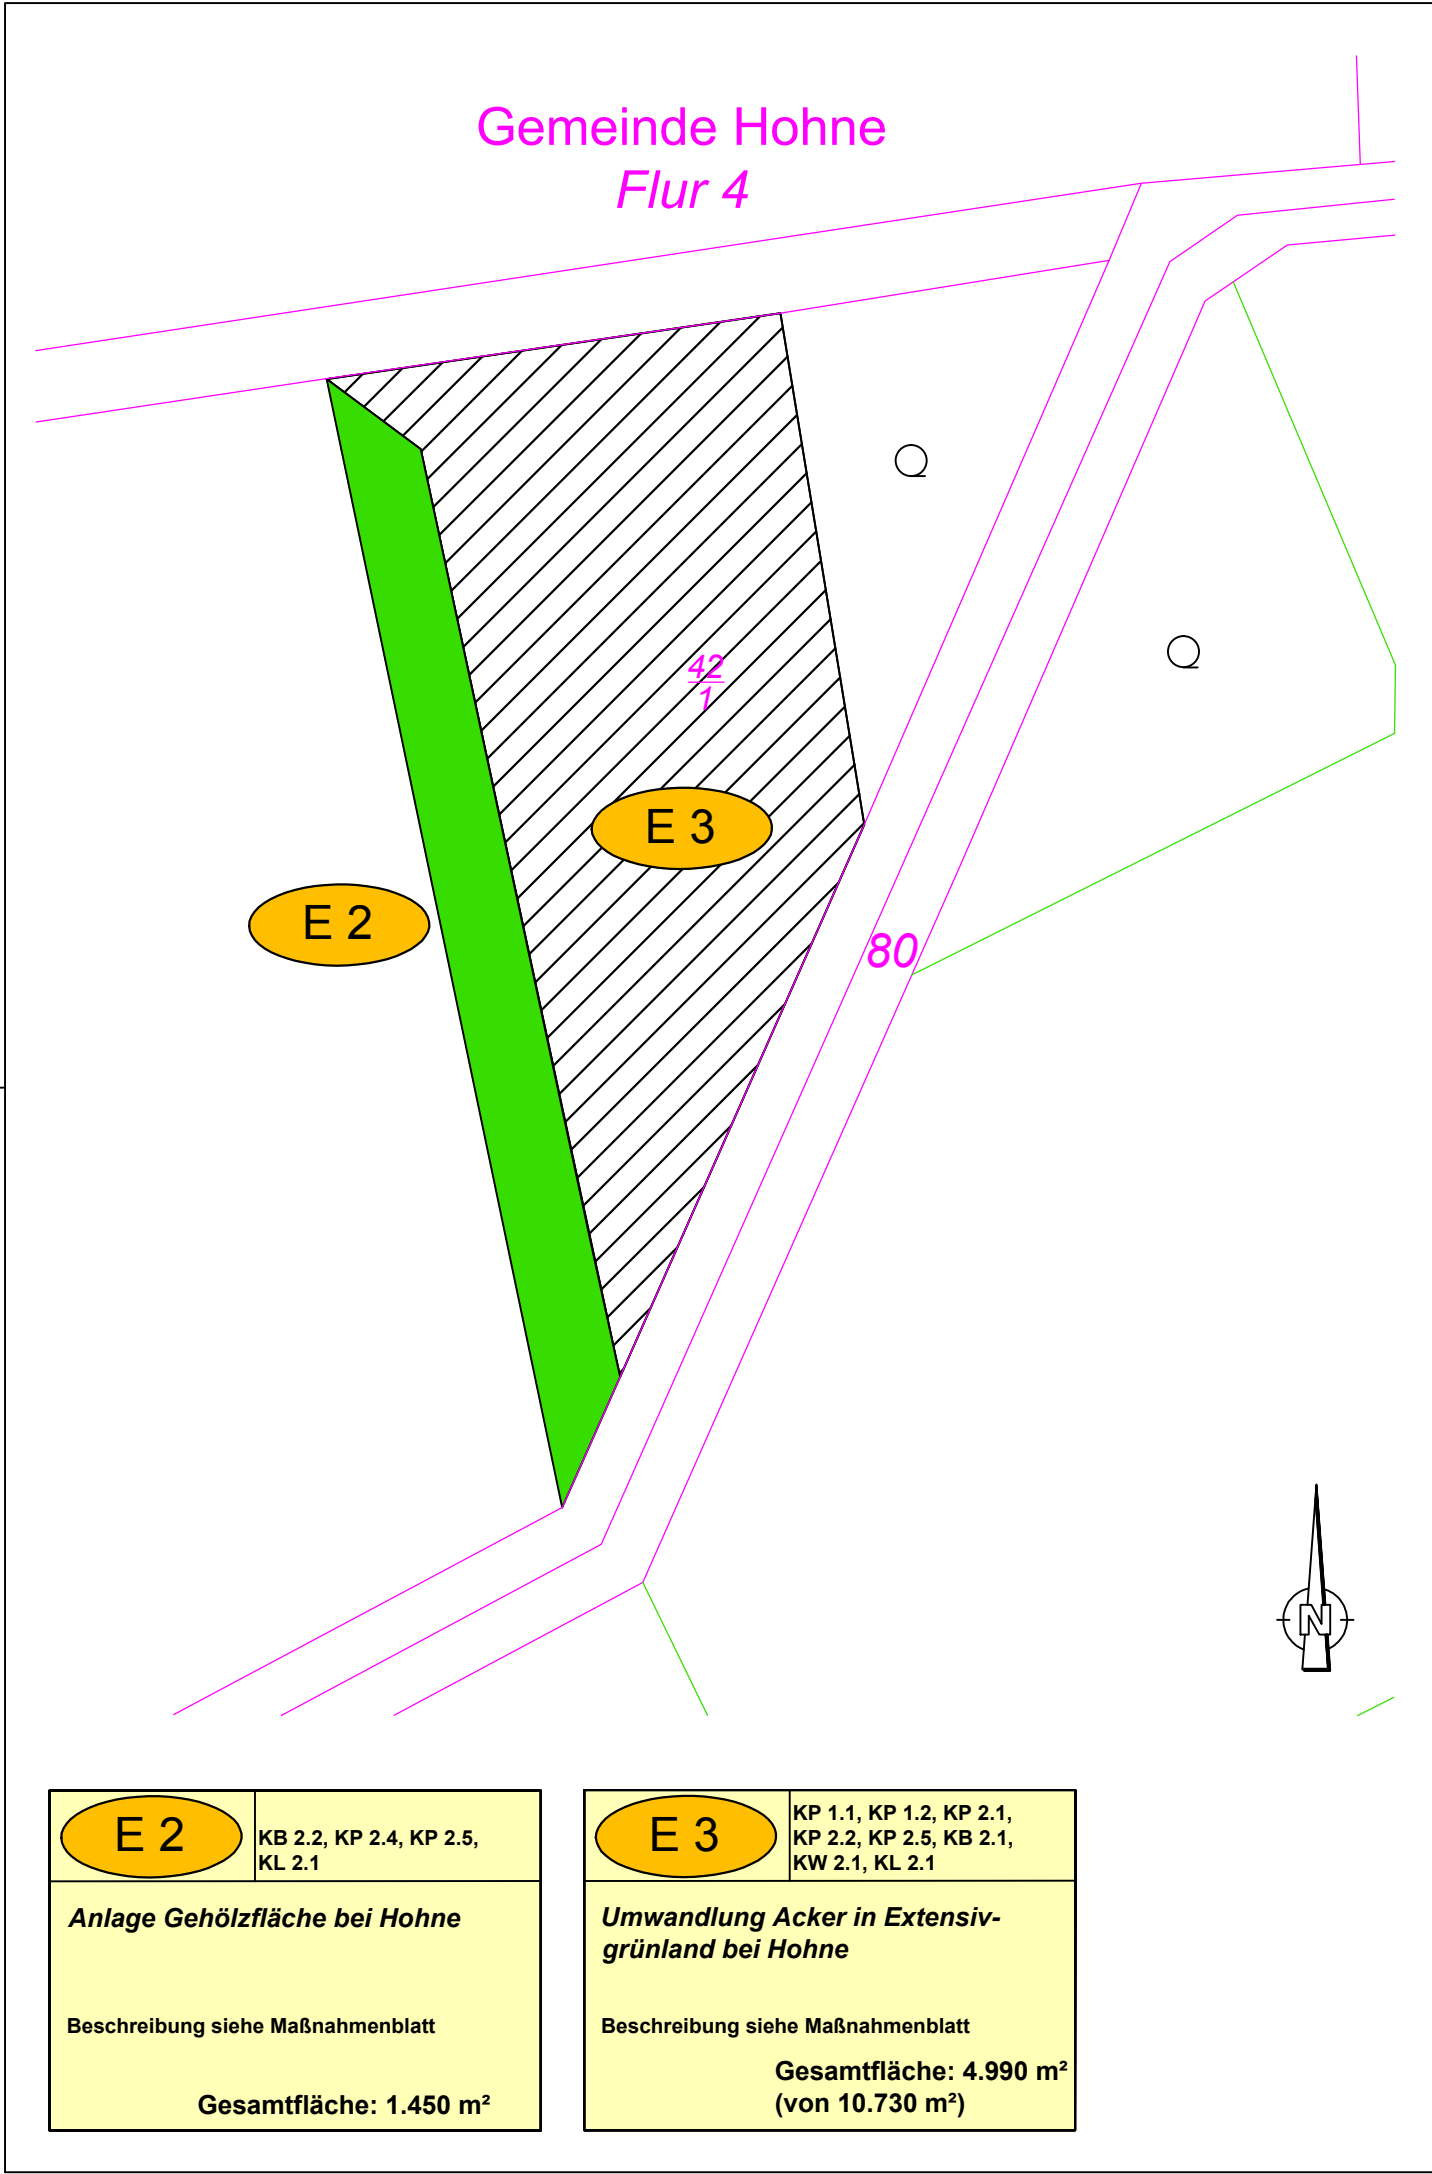 Gemeinde Hohne
Flur 4
42
1
E 3
E 2
80
N
E 2
KB 2.2, KP 2.4, KP 2.5,
KL 2.1
Anlage Gehölzfläche bei Hohne
Beschreibung siehe Maßnahmenblatt
Gesamtfläche: 1.450 m²
E 3
KP 1.1, KP 1.2, KP 2.1,
KP 2.2, KP 2.5, KB 2.1,
KW 2.1, KL 2.1
Umwandlung Acker in Extensiv-
grünland bei Hohne
Beschreibung siehe Maßnahmenblatt
Gesamtfläche: 4.990 m²
(von 10.730 m²)